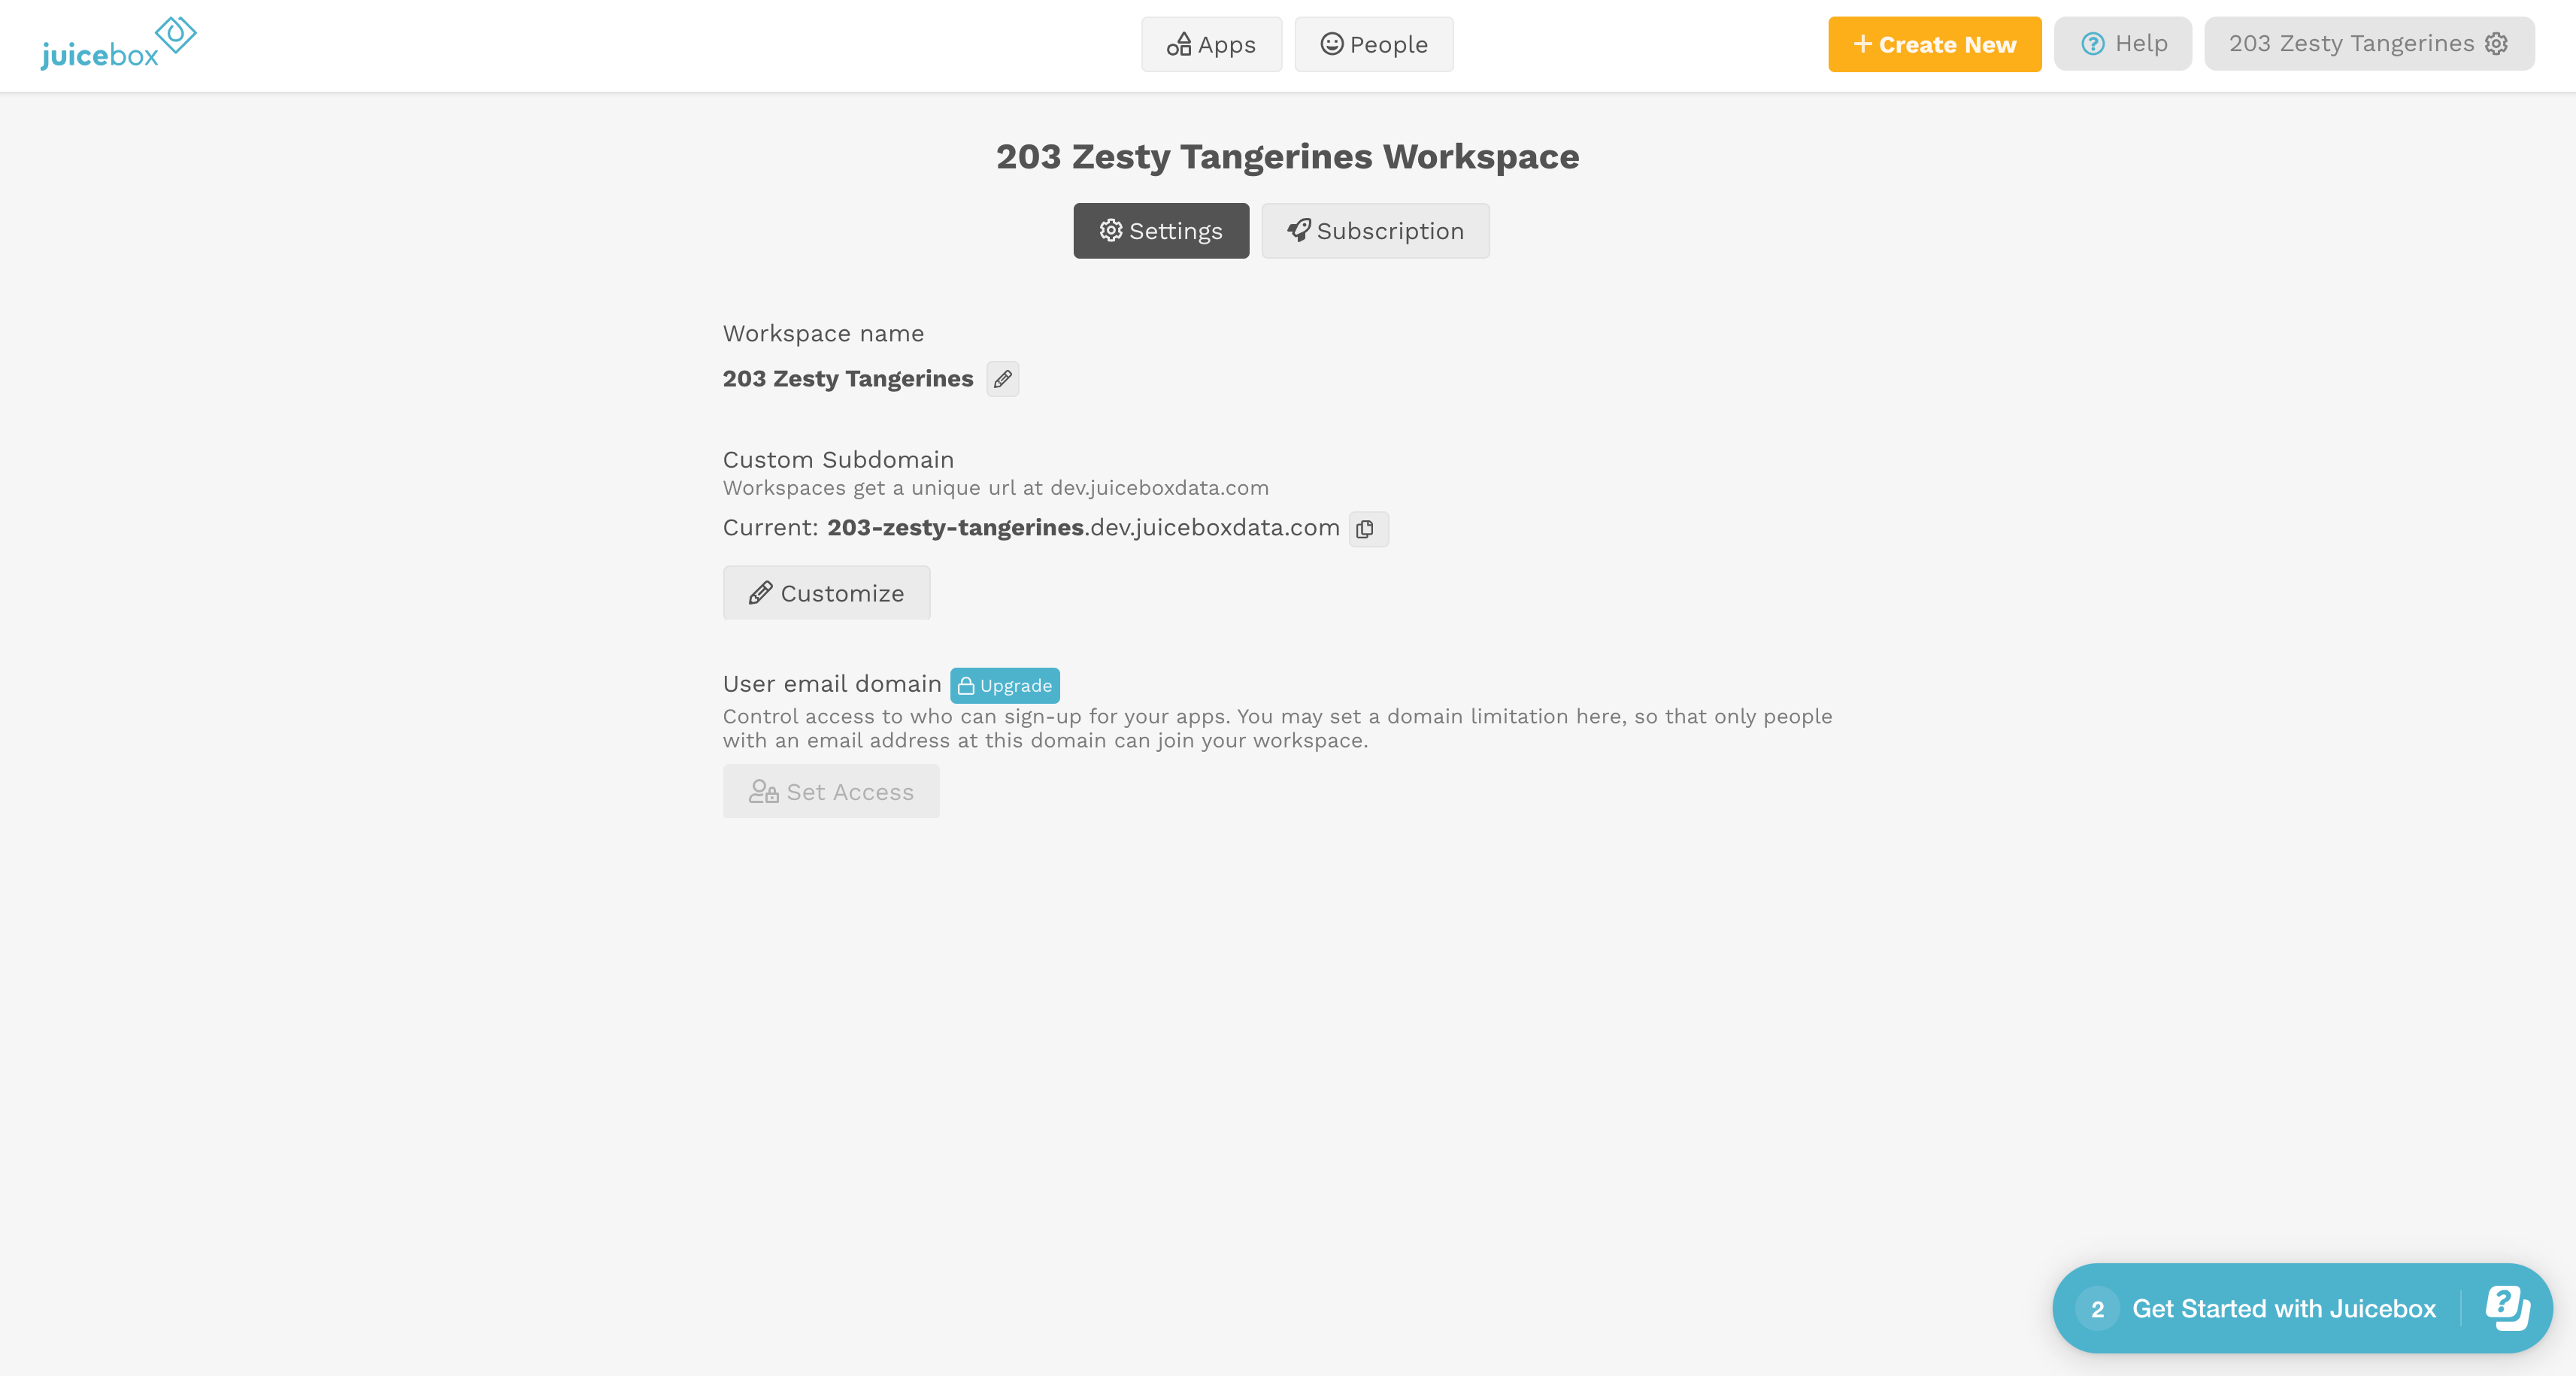 juicebox
Apps
People
Create New
Help
203 Zesty Tangerines
203 Zesty Tangerines Workspace
Settings
Subscription
Workspace name
203 Zesty Tangerines
Custom Subdomain
Workspaces get a unique url at dev.juiceboxdata.com
Current: 203-zesty-tangerines.dev.juiceboxdata.com
Customize
User email domain Upgrade
Control access to who can sign-up for your apps. You may set a domain limitation here, so that only people
with an email address at this domain can join your workspace.
Set Access
2 Get Started with Juicebox